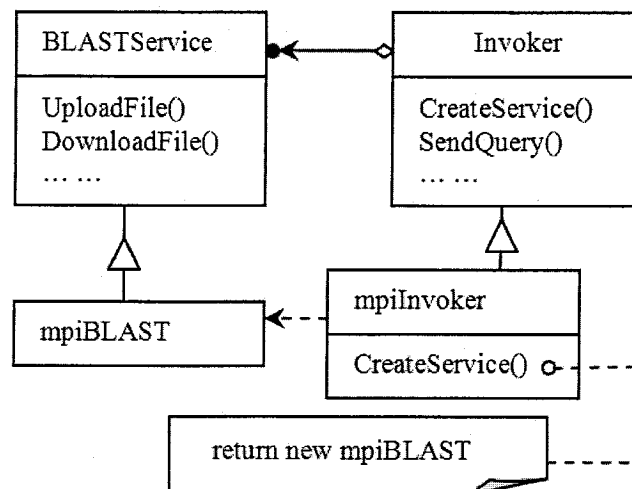 BLASTService
UploadFile()
DownloadFile()
... ...
Invoker
CreateService()
SendQuery()
... ...
mpiBLAST
mpiInvoker
CreateService()
return new mpiBLAST